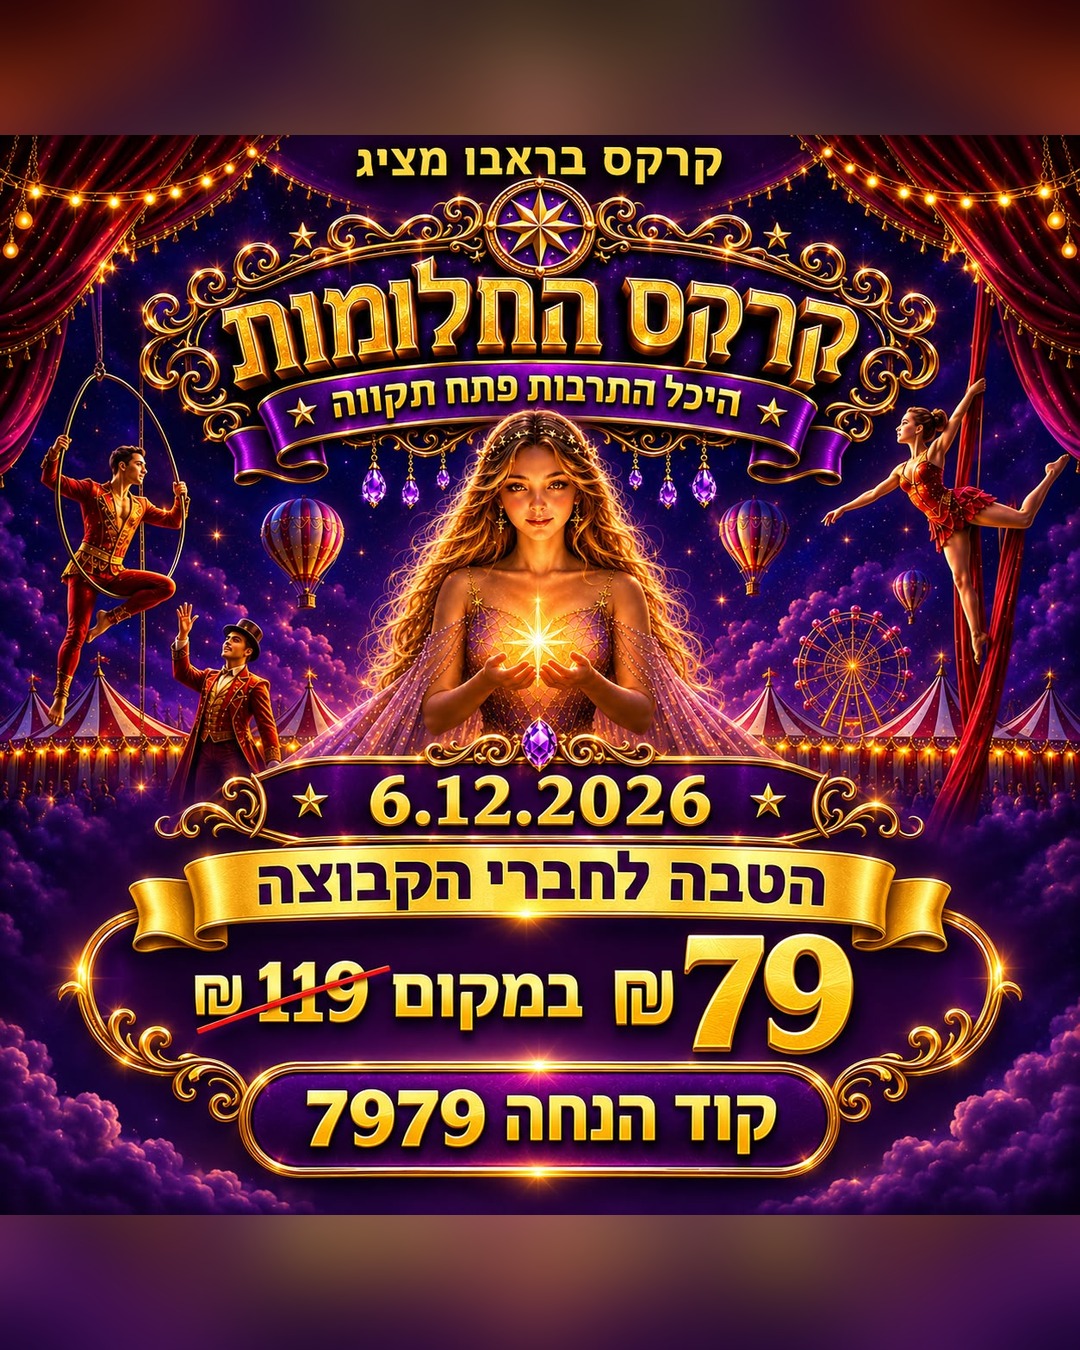 קרקס בראבו מציג
קרקס החלומות
היכל התרבות פתח תקווה
6.12.2026
הטבה לחברי הקבוצה
79 ₪ במקום 119 ₪
קוד הנחה 7979